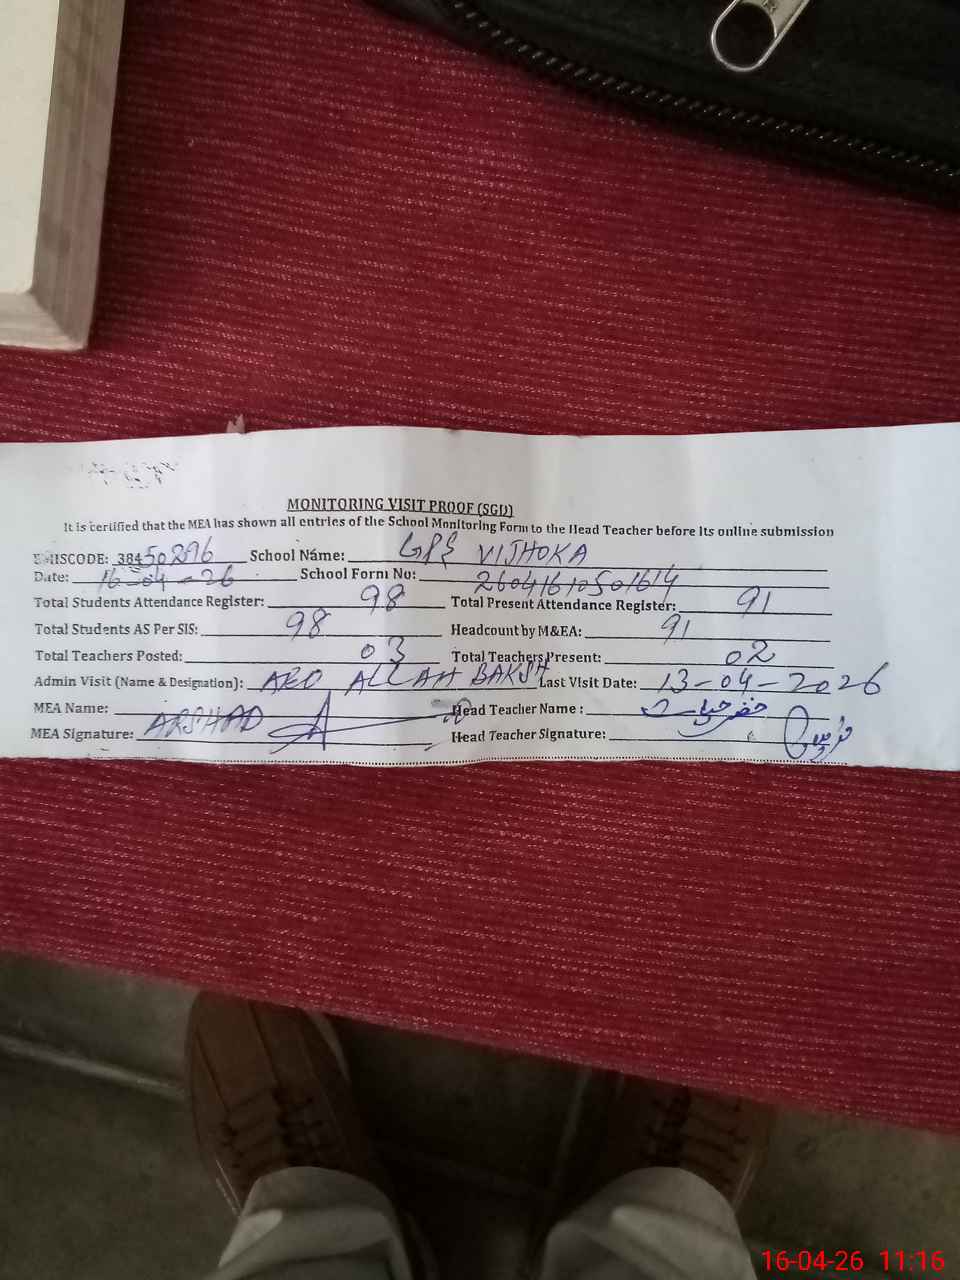 MONITORING VISIT PROOF (SGD)
It is certified that the MEA has shown all entries of the School Monitoring Form to the Head Teacher before its online submission
EMISCODE: 38450296 School Name: GPS VIJHOKA
Date: 16-04-26 School Form No: 26041610501614
Total Students Attendance Register: 98 Total Present Attendance Register: 91
Total Students AS Per SIS: 98 Headcount by M&EA: 91
Total Teachers Posted: 03 Total Teachers Present: 02
Admin Visit (Name & Designation): AEO ALLAH BAKSH Last Visit Date: 13-04-2026
MEA Name: ARSHAD Head Teacher Name : خضر حیات
MEA Signature: Head Teacher Signature:
16-04-26 11:16